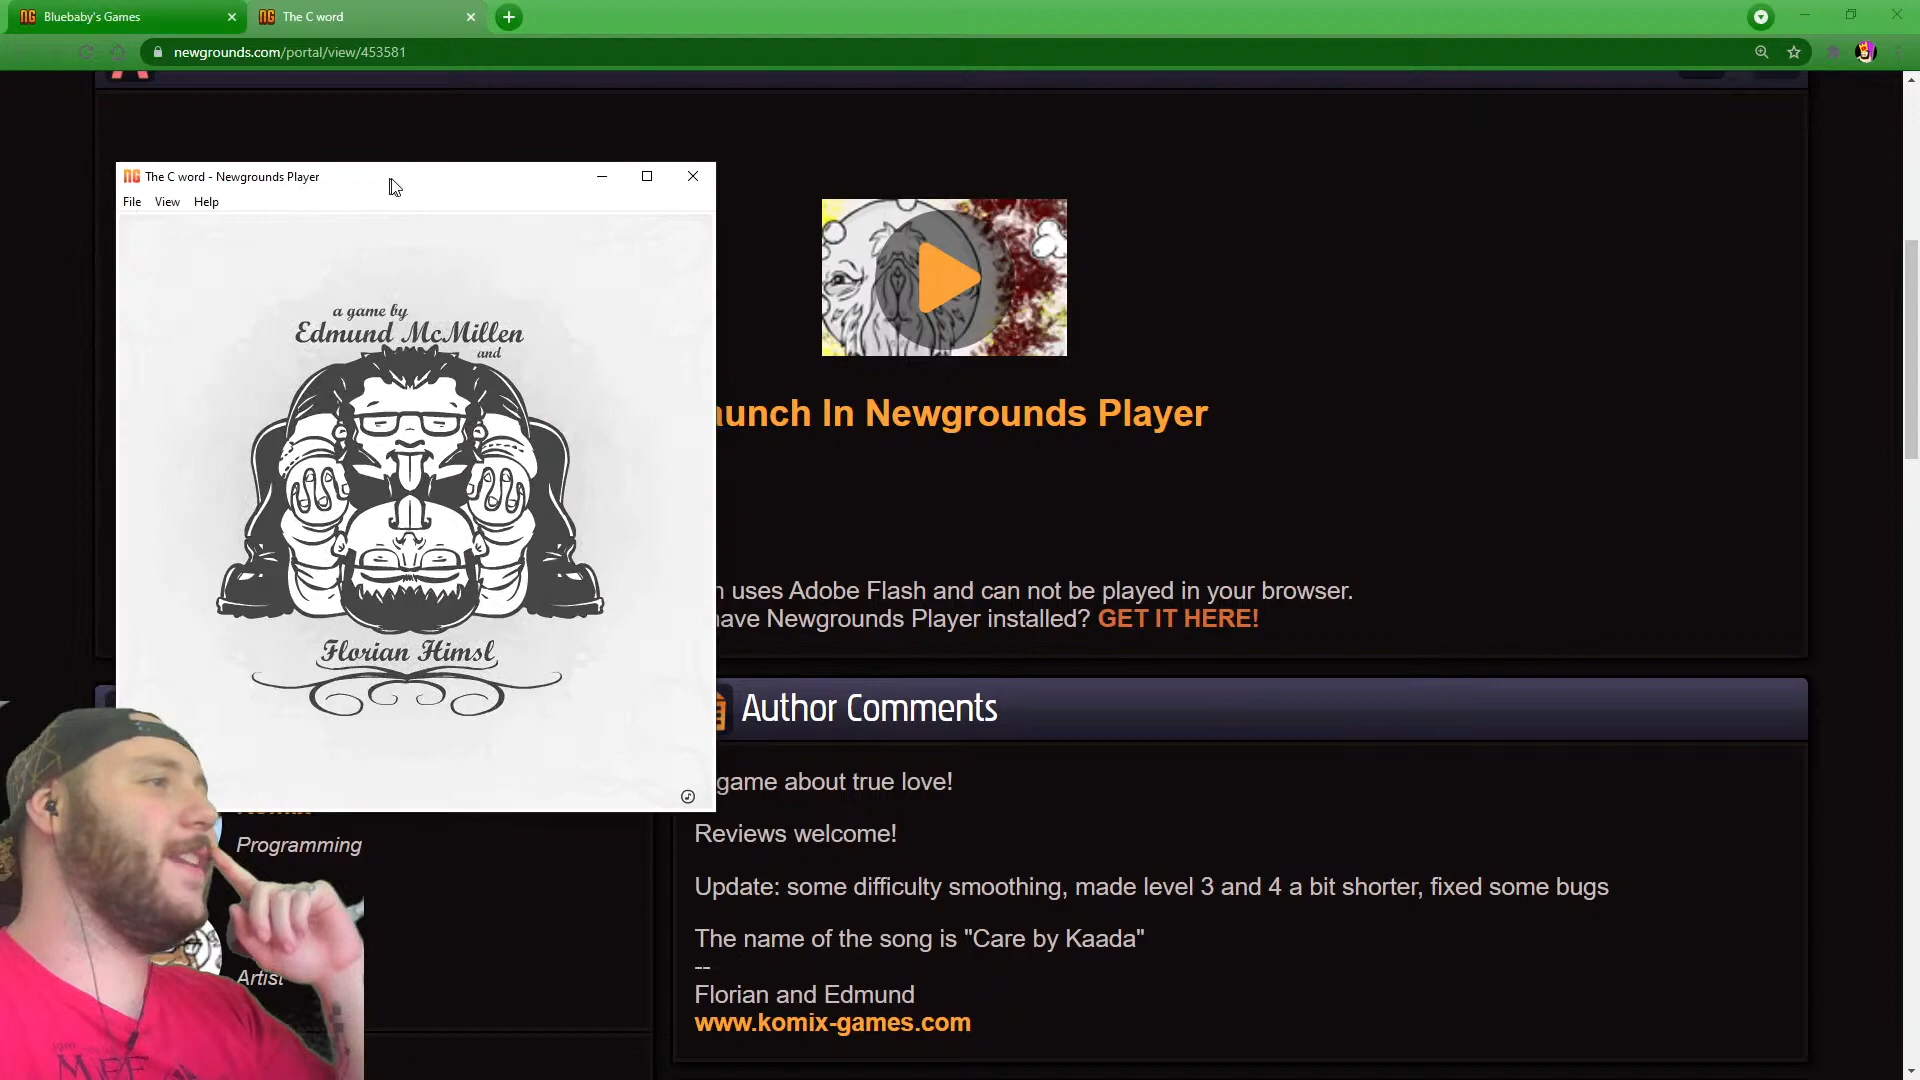 Bluebaby's Games
The C word
newgrounds.com/portal/view/453581
The C word - Newgrounds Player
File View Help
a game by
Edmund McMillen
and
Florian Himsl
aunch In Newgrounds Player
uses Adobe Flash and can not be played in your browser.
have Newgrounds Player installed? GET IT HERE!
Author Comments
game about true love!
Reviews welcome!
Update: some difficulty smoothing, made level 3 and 4 a bit shorter, fixed some bugs
The name of the song is "Care by Kaada"
--
Florian and Edmund
www.komix-games.com
Programming
Artist